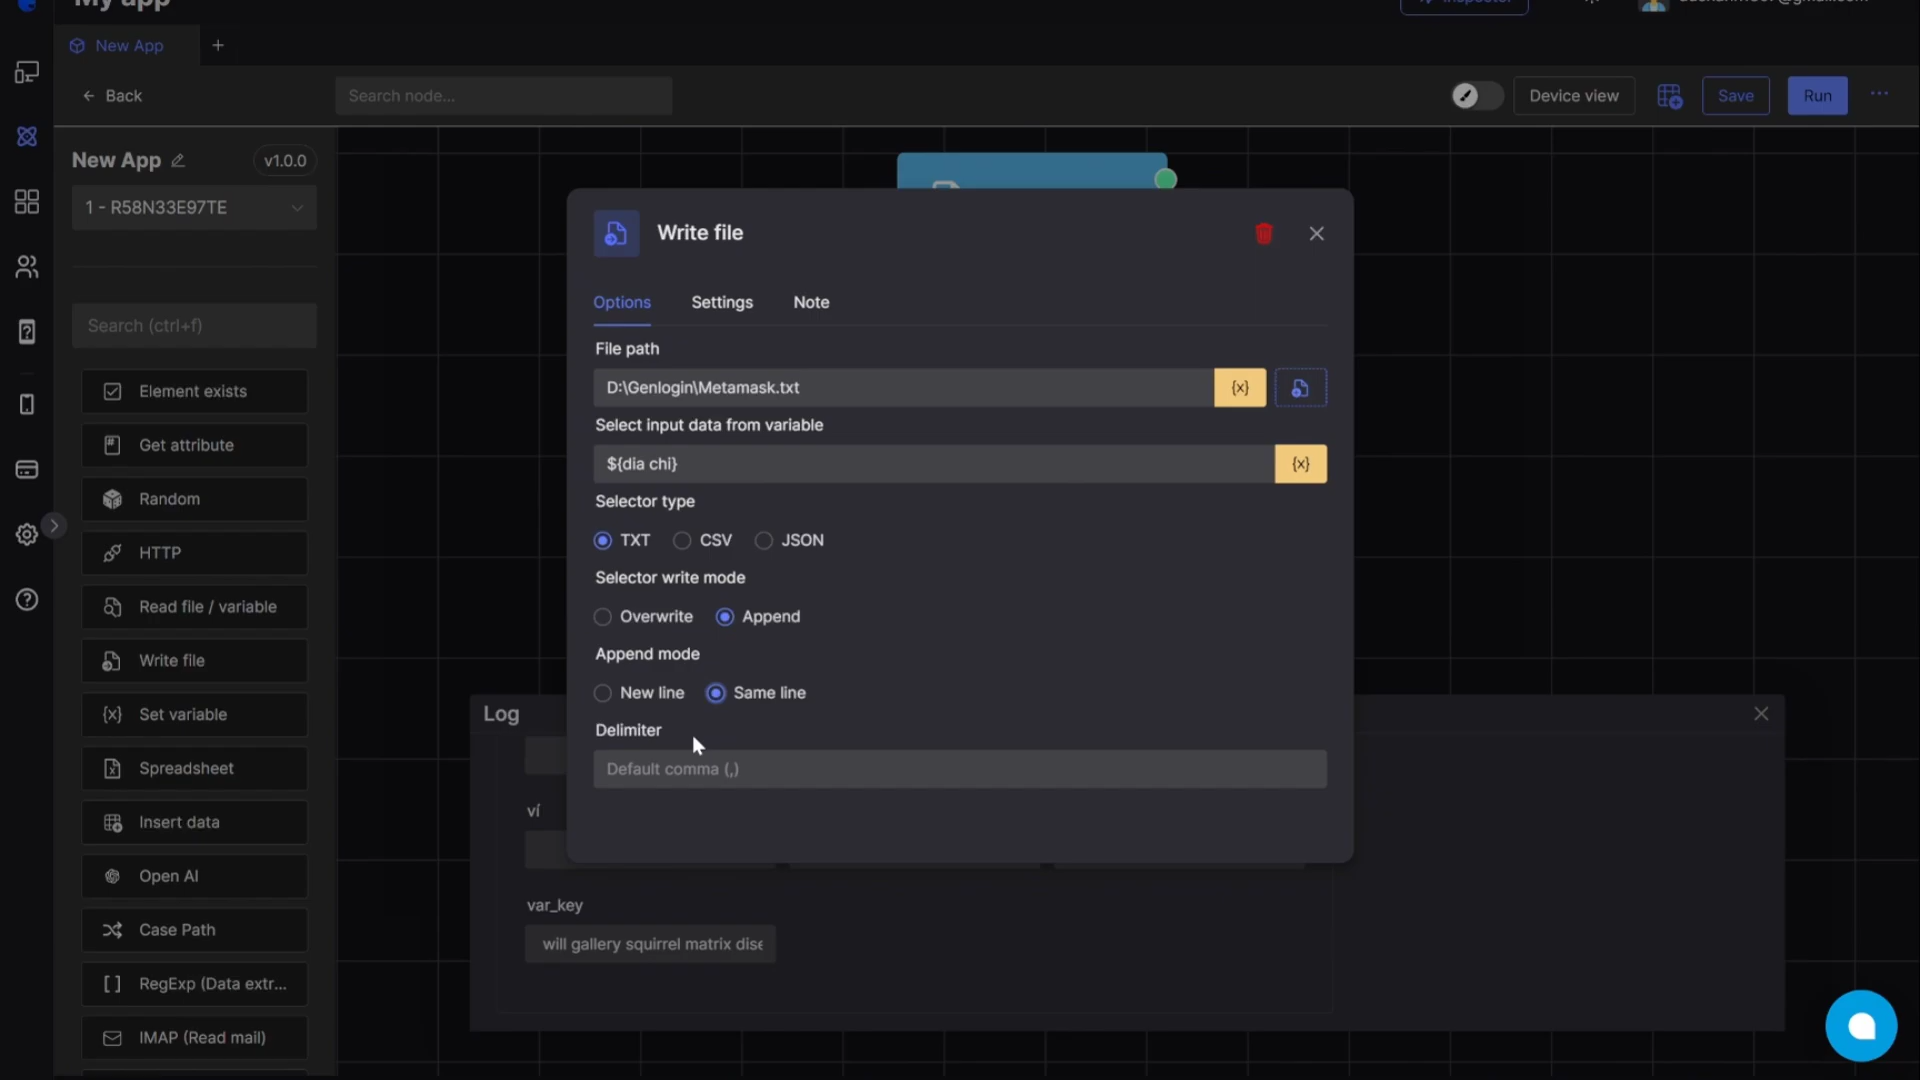 My app
New App
+
Back
Search node...
Device view
Save
Run
New App
v1.0.0
1 - R58N33E97TE
Search (ctrl+f)
Element exists
Get attribute
Random
HTTP
Read file / variable
Write file
{x} Set variable
Spreadsheet
Insert data
Open AI
Case Path
[ ] RegExp (Data extr...
IMAP (Read mail)
Write file
Options Settings Note
File path
D:\Genlogin\Metamask.txt
{x}
Select input data from variable
${dia chi}
{x}
Selector type
TXT CSV JSON
Selector write mode
Overwrite Append
Append mode
New line Same line
Delimiter
Default comma (,)
Log
ví
var_key
will gallery squirrel matrix dise